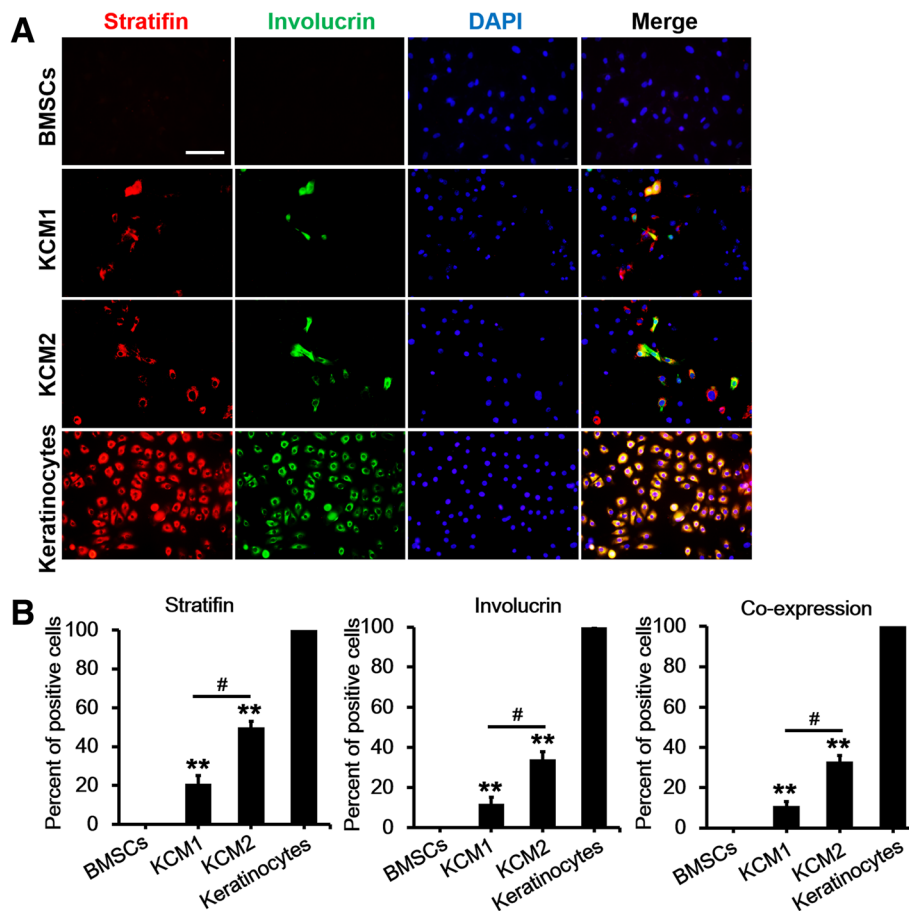 A
Stratifin Involucrin DAPI Merge
BMSCs
KCM1
KCM2
Keratinocytes
B
Stratifin
Percent of positive cells
100
80
60
40
20
0
#
**
**
BMSCs
KCM1
KCM2
Keratinocytes
Involucrin
Percent of positive cells
100
80
60
40
20
0
#
**
**
BMSCs
KCM1
KCM2
Keratinocytes
Co-expression
Percent of positive cells
100
80
60
40
20
0
#
**
**
BMSCs
KCM1
KCM2
Keratinocytes